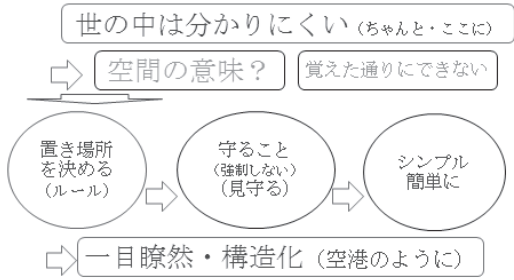 世の中は分かりにくい（ちゃんと・ここに）
空間の意味？
覚えた通りにできない
置き場所
を決める
（ルール）
守ること
（強制しない）
（見守る）
シンプル
簡単に
一目瞭然・構造化（空港のように）